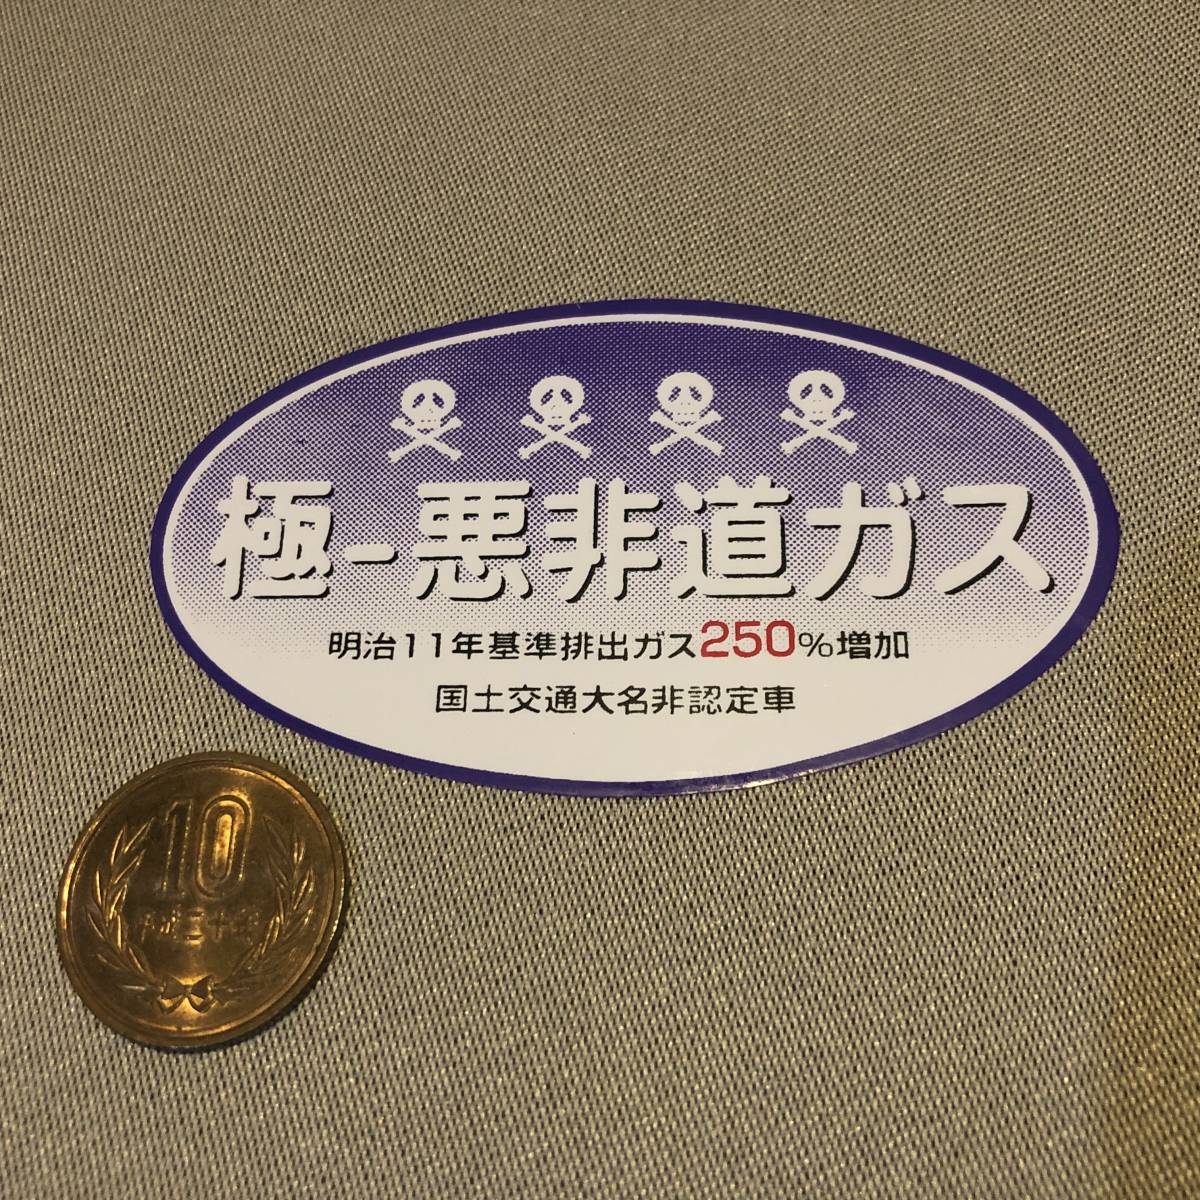 極-悪非道ガス
明治11年基準排出ガス250%増加
国土交通大名非認定車
10